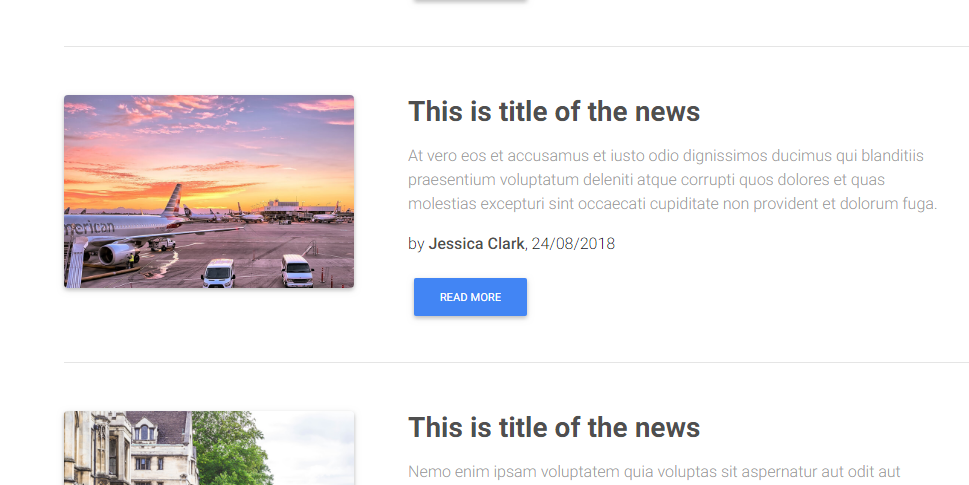 This is title of the news
At vero eos et accusamus et iusto odio dignissimos ducimus qui blanditiis
praesentium voluptatum deleniti atque corrupti quos dolores et quas
molestias excepturi sint occaecati cupiditate non provident et dolorum fuga.
by Jessica Clark, 24/08/2018
READ MORE
This is title of the news
Nemo enim ipsam voluptatem quia voluptas sit aspernatur aut odit aut